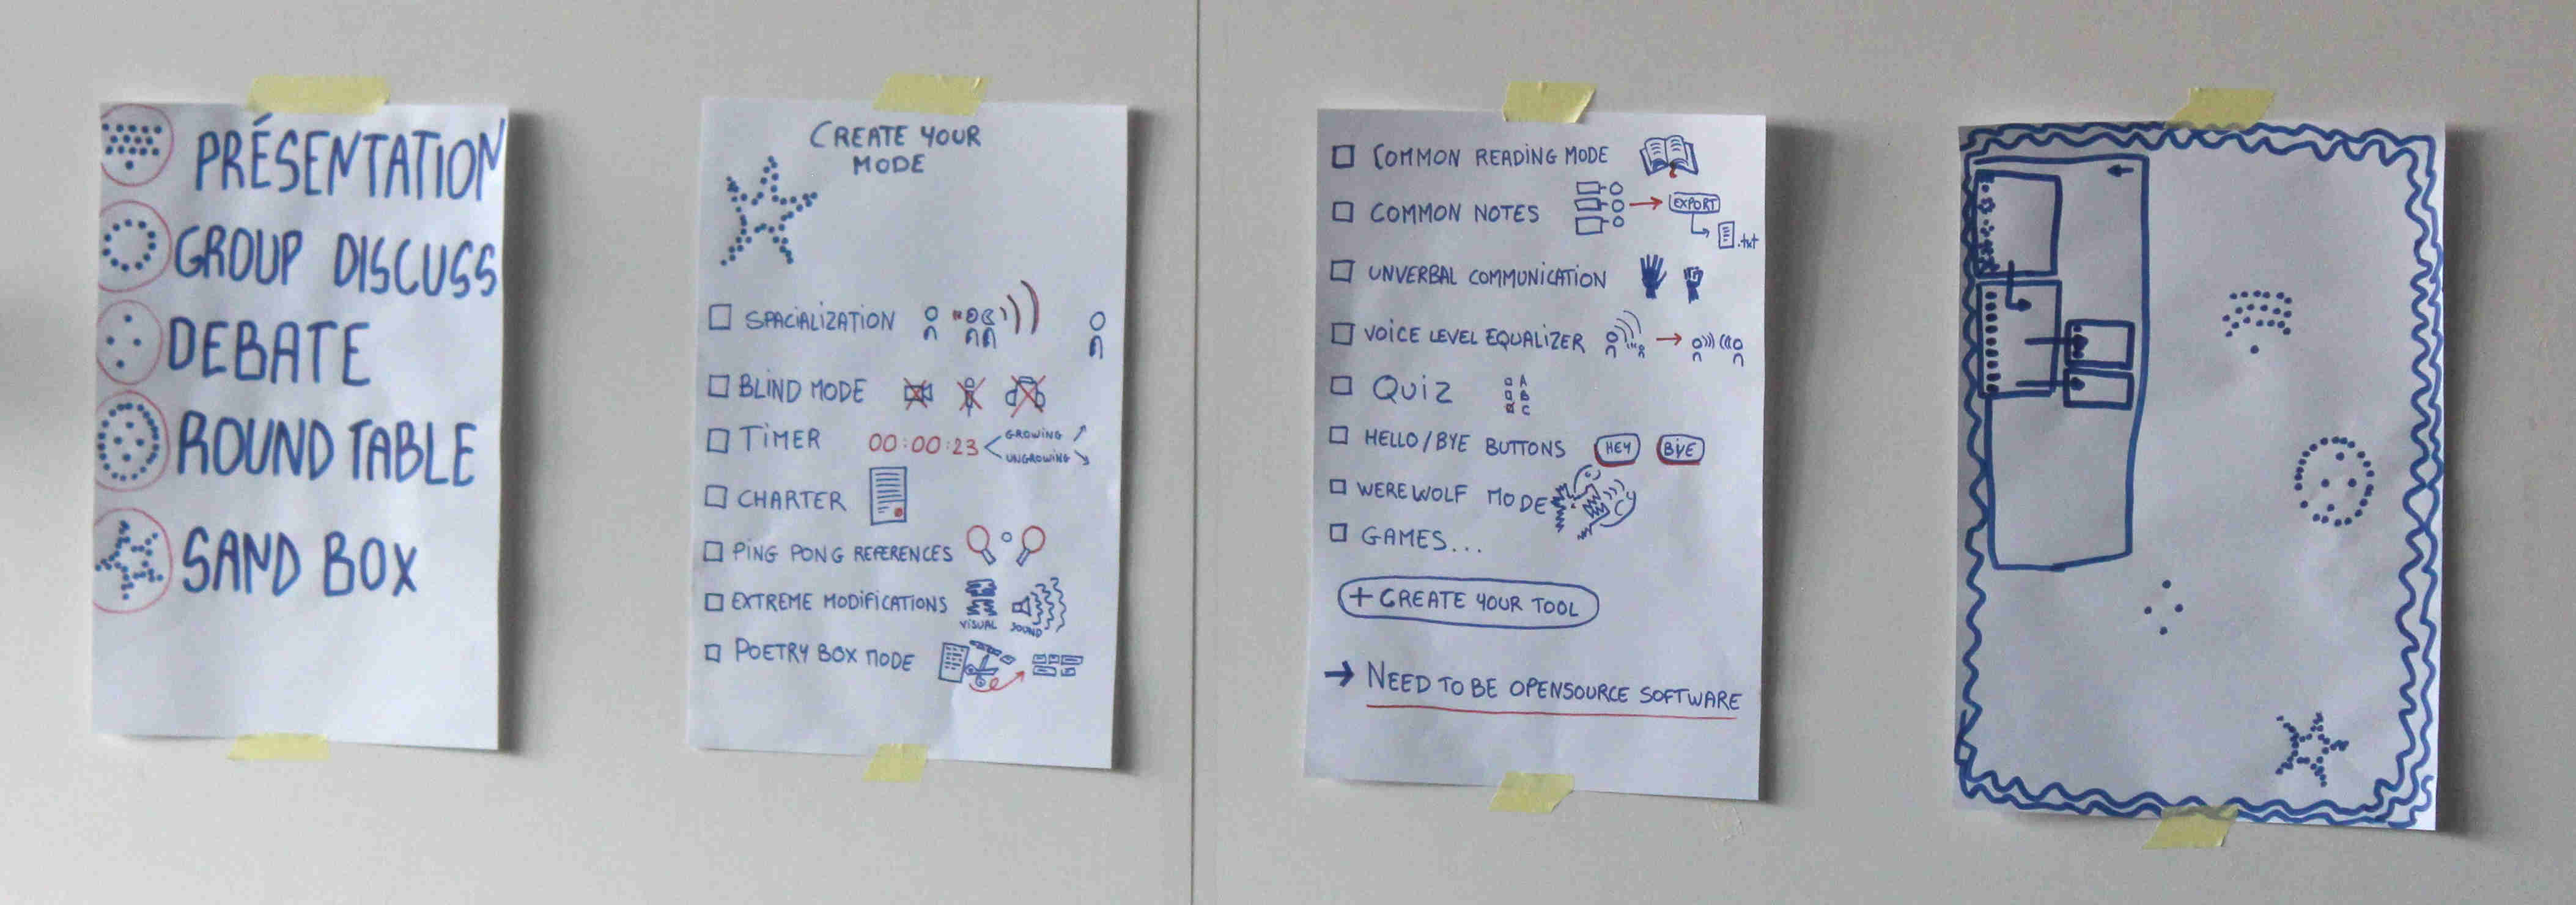 PRÉSENTATION
GROUP DISCUSS
DEBATE
ROUND TABLE
SAND BOX
CREATE YOUR
MODE
SPACIALIZATION
BLIND MODE
TIMER 00:00:23 GROWING
UNGROWING
CHARTER
PING PONG REFERENCES
EXTREME MODIFICATIONS
VISUAL SOUND
POETRY BOX MODE
COMMON READING MODE
COMMON NOTES EXPORT
.txt
UNVERBAL COMMUNICATION
VOICE LEVEL EQUALIZER
QUIZ A
B
C
HELLO/BYE BUTTONS HEY BYE
WEREWOLF MODE
GAMES...
+ CREATE YOUR TOOL
→ NEED TO BE OPENSOURCE SOFTWARE